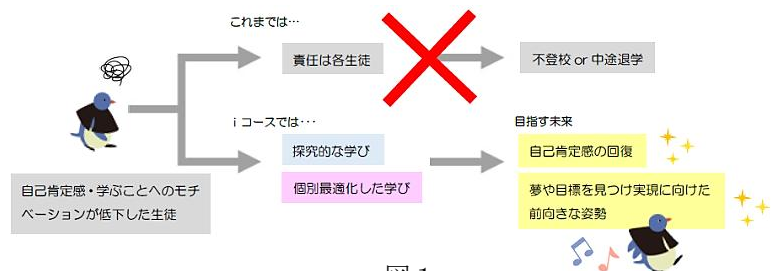 これまでは…
責任は各生徒
不登校 or 中途退学
i コースでは･･･
目指す未来
探究的な学び
自己肯定感の回復
自己肯定感・学ぶことへのモチ
ベーションが低下した生徒
個別最適化した学び
夢や目標を見つけ実現に向けた
前向きな姿勢